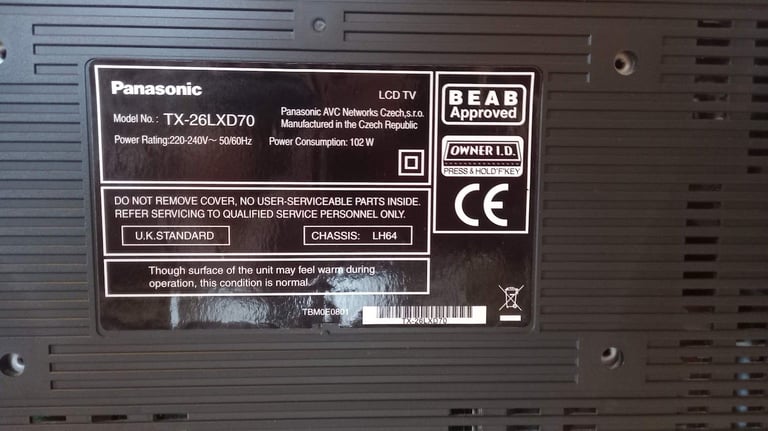 Panasonic
LCD TV
Model No.: TX-26LXD70
Panasonic AVC Networks Czech,s.r.o.
Manufactured in the Czech Republic
Power Rating:220-240V~ 50/60Hz
Power Consumption: 102 W
BEAB
Approved
OWNER I.D.
PRESS & HOLD'F'KEY
CE
DO NOT REMOVE COVER, NO USER-SERVICEABLE PARTS INSIDE.
REFER SERVICING TO QUALIFIED SERVICE PERSONNEL ONLY.
U.K.STANDARD
CHASSIS: LH64
Though surface of the unit may feel warm during
operation, this condition is normal.
TBM0E0801
TX-26LXD70